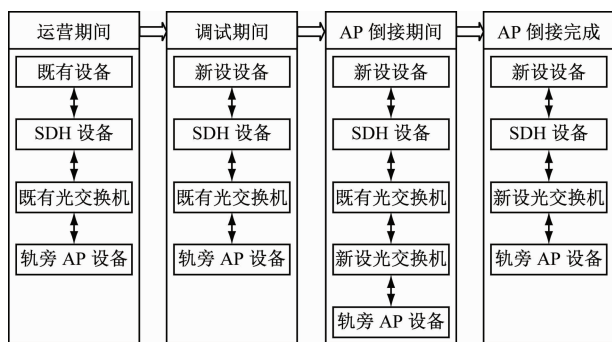 运营期间
既有设备
SDH 设备
既有光交换机
轨旁 AP 设备
调试期间
新设设备
SDH 设备
既有光交换机
轨旁 AP 设备
AP 倒接期间
新设设备
SDH 设备
既有光交换机
新设光交换机
轨旁 AP 设备
AP 倒接完成
新设设备
SDH 设备
新设光交换机
轨旁 AP 设备